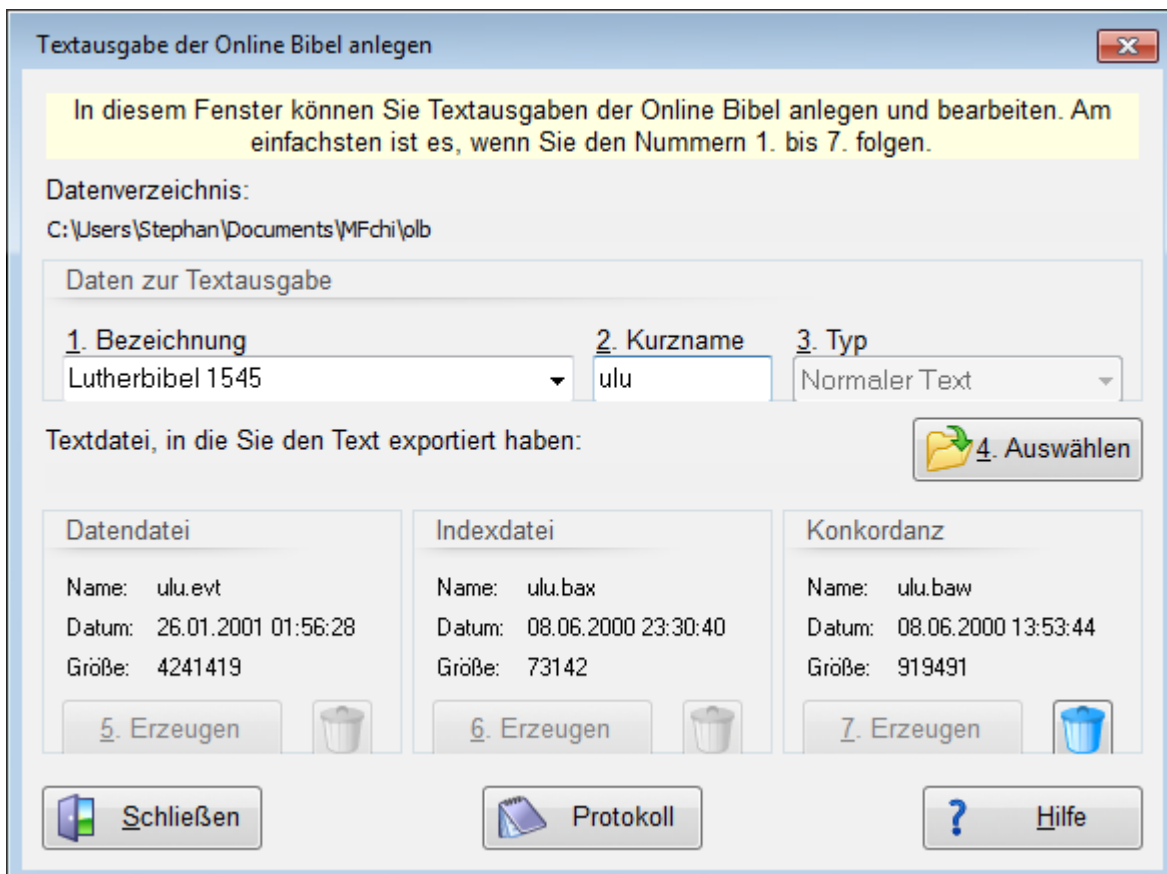 Textausgabe der Online Bibel anlegen
In diesem Fenster können Sie Textausgaben der Online Bibel anlegen und bearbeiten. Am
einfachsten ist es, wenn Sie den Nummern 1. bis 7. folgen.
Datenverzeichnis:
C:\Users\Stephan\Documents\MFchi\olb
Daten zur Textausgabe
1. Bezeichnung 2. Kurzname 3. Typ
Lutherbibel 1545 ulu Normaler Text
Textdatei, in die Sie den Text exportiert haben:
4. Auswählen
Datendatei Indexdatei Konkordanz
Name: ulu.evt Name: ulu.bax Name: ulu.baw
Datum: 26.01.2001 01:56:28 Datum: 08.06.2000 23:30:40 Datum: 08.06.2000 13:53:44
Größe: 4241419 Größe: 73142 Größe: 919491
5. Erzeugen 6. Erzeugen 7. Erzeugen
Schließen Protokoll Hilfe